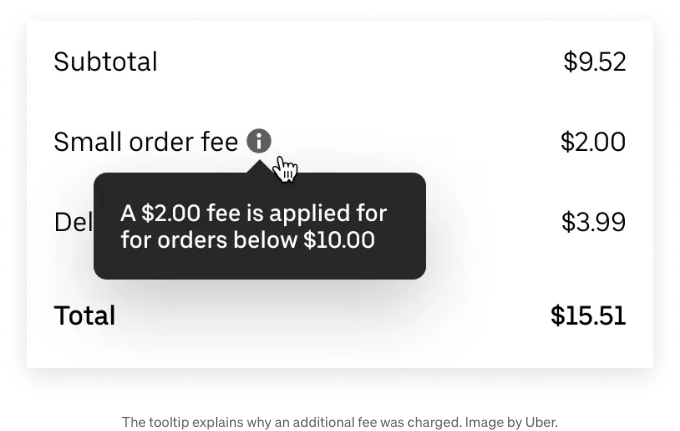 Subtotal $9.52
Small order fee $2.00
A $2.00 fee is applied for
for orders below $10.00
Del $3.99
Total $15.51
The tooltip explains why an additional fee was charged. Image by Uber.